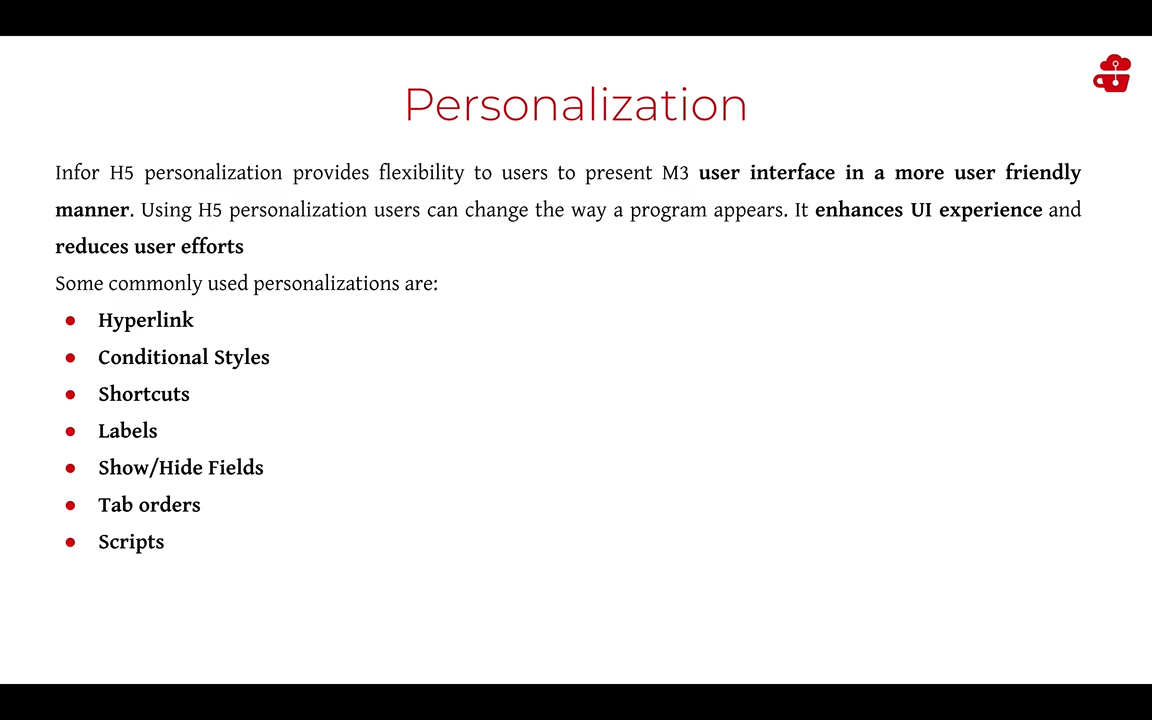 Personalization
Infor H5 personalization provides flexibility to users to present M3 user interface in a more user friendly
manner. Using H5 personalization users can change the way a program appears. It enhances UI experience and
reduces user efforts
Some commonly used personalizations are:
● Hyperlink
● Conditional Styles
● Shortcuts
● Labels
● Show/Hide Fields
● Tab orders
● Scripts